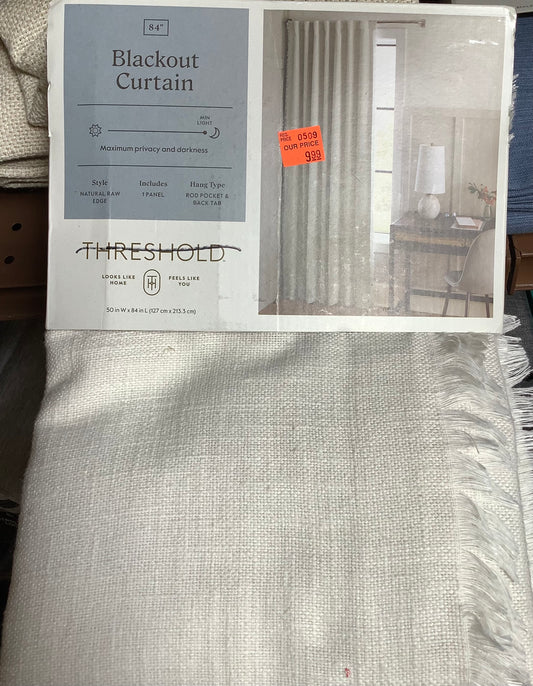 84"
Blackout
Curtain
MIN
LIGHT
Maximum privacy and darkness
Style
NATURAL RAW
EDGE
Includes
1 PANEL
Hang Type
ROD POCKET &
BACK TAB
THRESHOLD
LOOKS LIKE
HOME
FEELS LIKE
YOU
50 in W x 84 in L (127 cm x 213.3 cm)
REG.
PRICE 0509
OUR PRICE
9.99